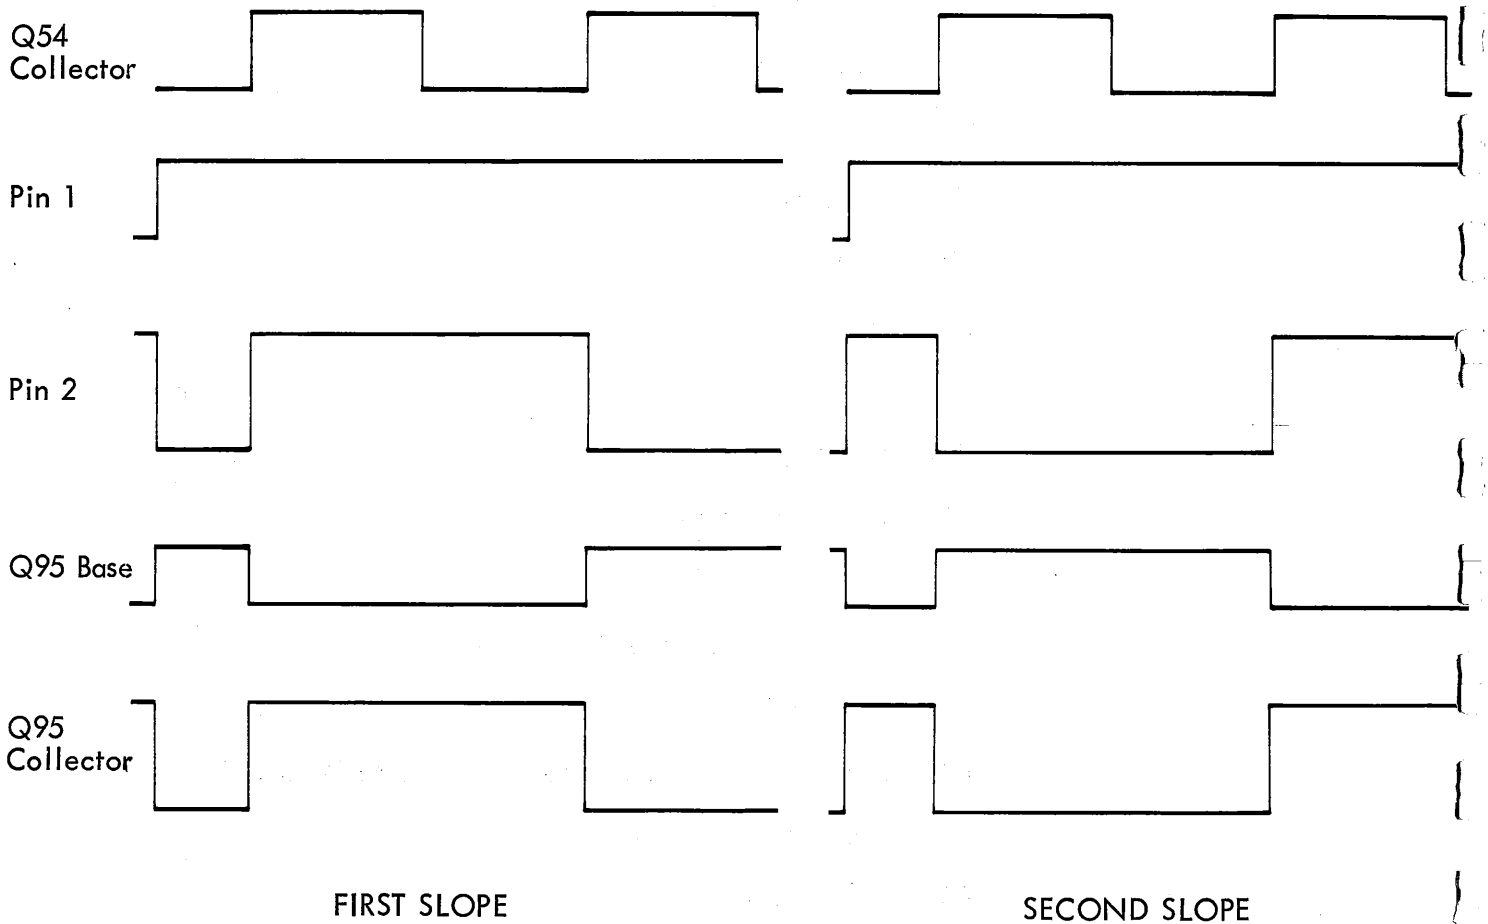 Q54
Collector
Pin 1
Pin 2
Q95 Base
Q95
Collector
FIRST SLOPE
SECOND SLOPE